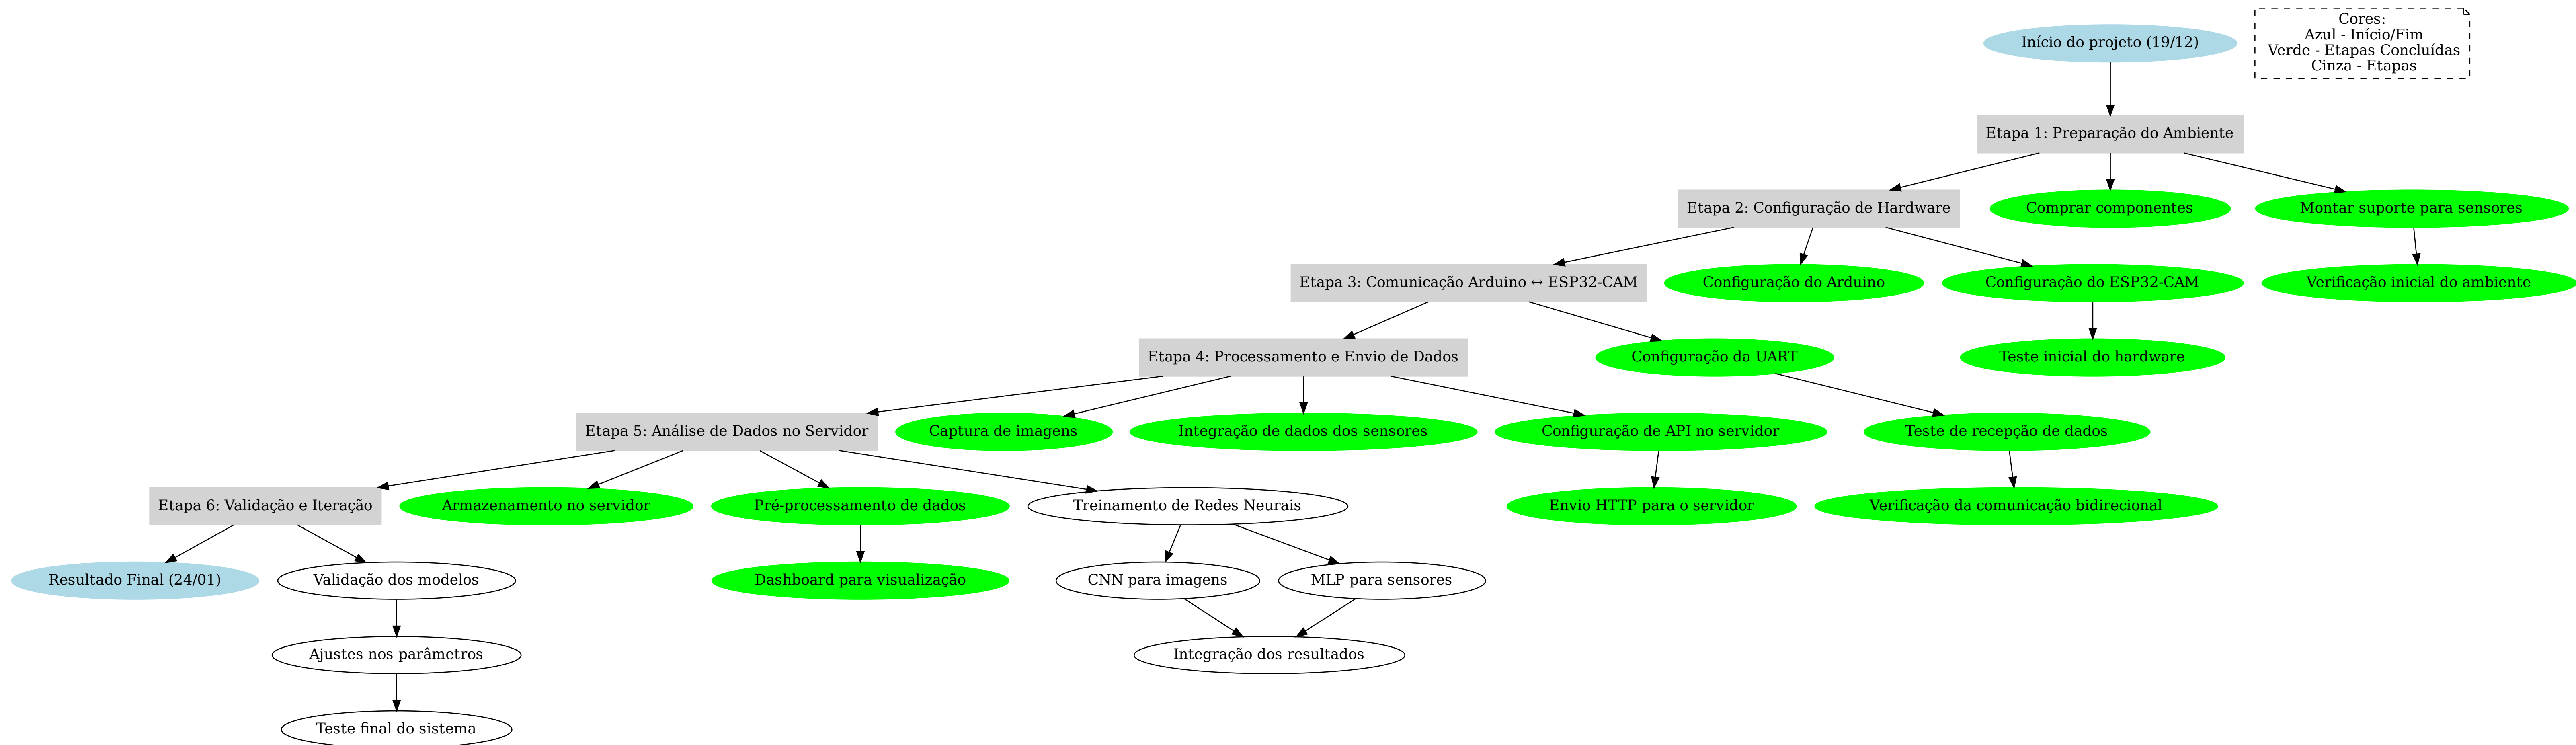 Início do projeto (19/12)
Cores:
Azul - Início/Fim
Verde - Etapas Concluídas
Cinza - Etapas
Etapa 1: Preparação do Ambiente
Etapa 2: Configuração de Hardware
Comprar componentes
Montar suporte para sensores
Etapa 3: Comunicação Arduino ↔ ESP32-CAM
Configuração do Arduino
Configuração do ESP32-CAM
Verificação inicial do ambiente
Etapa 4: Processamento e Envio de Dados
Configuração da UART
Teste inicial do hardware
Etapa 5: Análise de Dados no Servidor
Captura de imagens
Integração de dados dos sensores
Configuração de API no servidor
Teste de recepção de dados
Etapa 6: Validação e Iteração
Armazenamento no servidor
Pré-processamento de dados
Treinamento de Redes Neurais
Envio HTTP para o servidor
Verificação da comunicação bidirecional
Resultado Final (24/01)
Validação dos modelos
Dashboard para visualização
CNN para imagens
MLP para sensores
Ajustes nos parâmetros
Integração dos resultados
Teste final do sistema